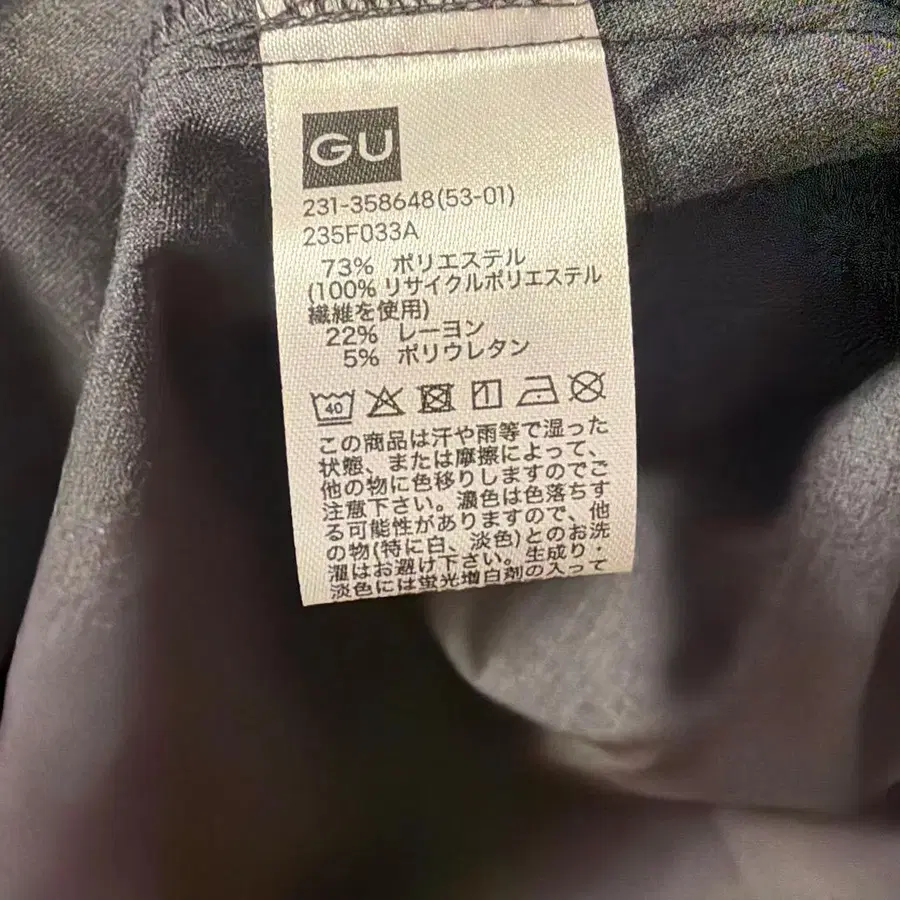 GU
231-358648(53-01)
235F033A
73% ポリエステル
(100% リサイクルポリエステル
繊維を使用)
22% レーヨン
5% ポリウレタン
40
この商品は汗や雨等で湿った
状態、または摩擦によって、
他の物に色移りしますのでご
注意下さい。濃色は色落ちす
る可能性がありますので、他
の物(特に白、淡色)とのお洗
濯はお避け下さい。生成り・
淡色には蛍光増白剤の入って